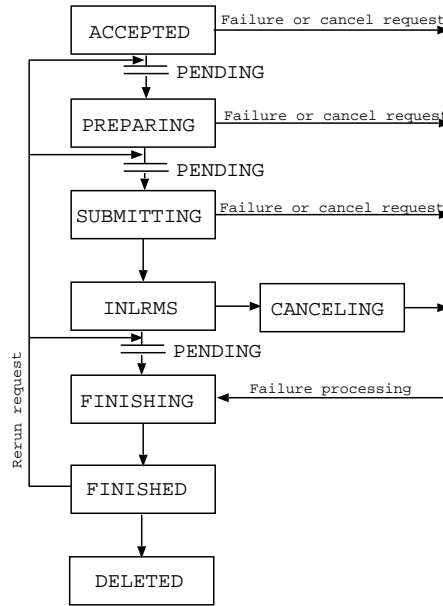 ACCEPTED
Failure or cancel request
PENDING
PREPARING
Failure or cancel request
PENDING
SUBMITTING
Failure or cancel request
INLRMS
CANCELING
PENDING
Rerun request
FINISHING
Failure processing
FINISHED
DELETED